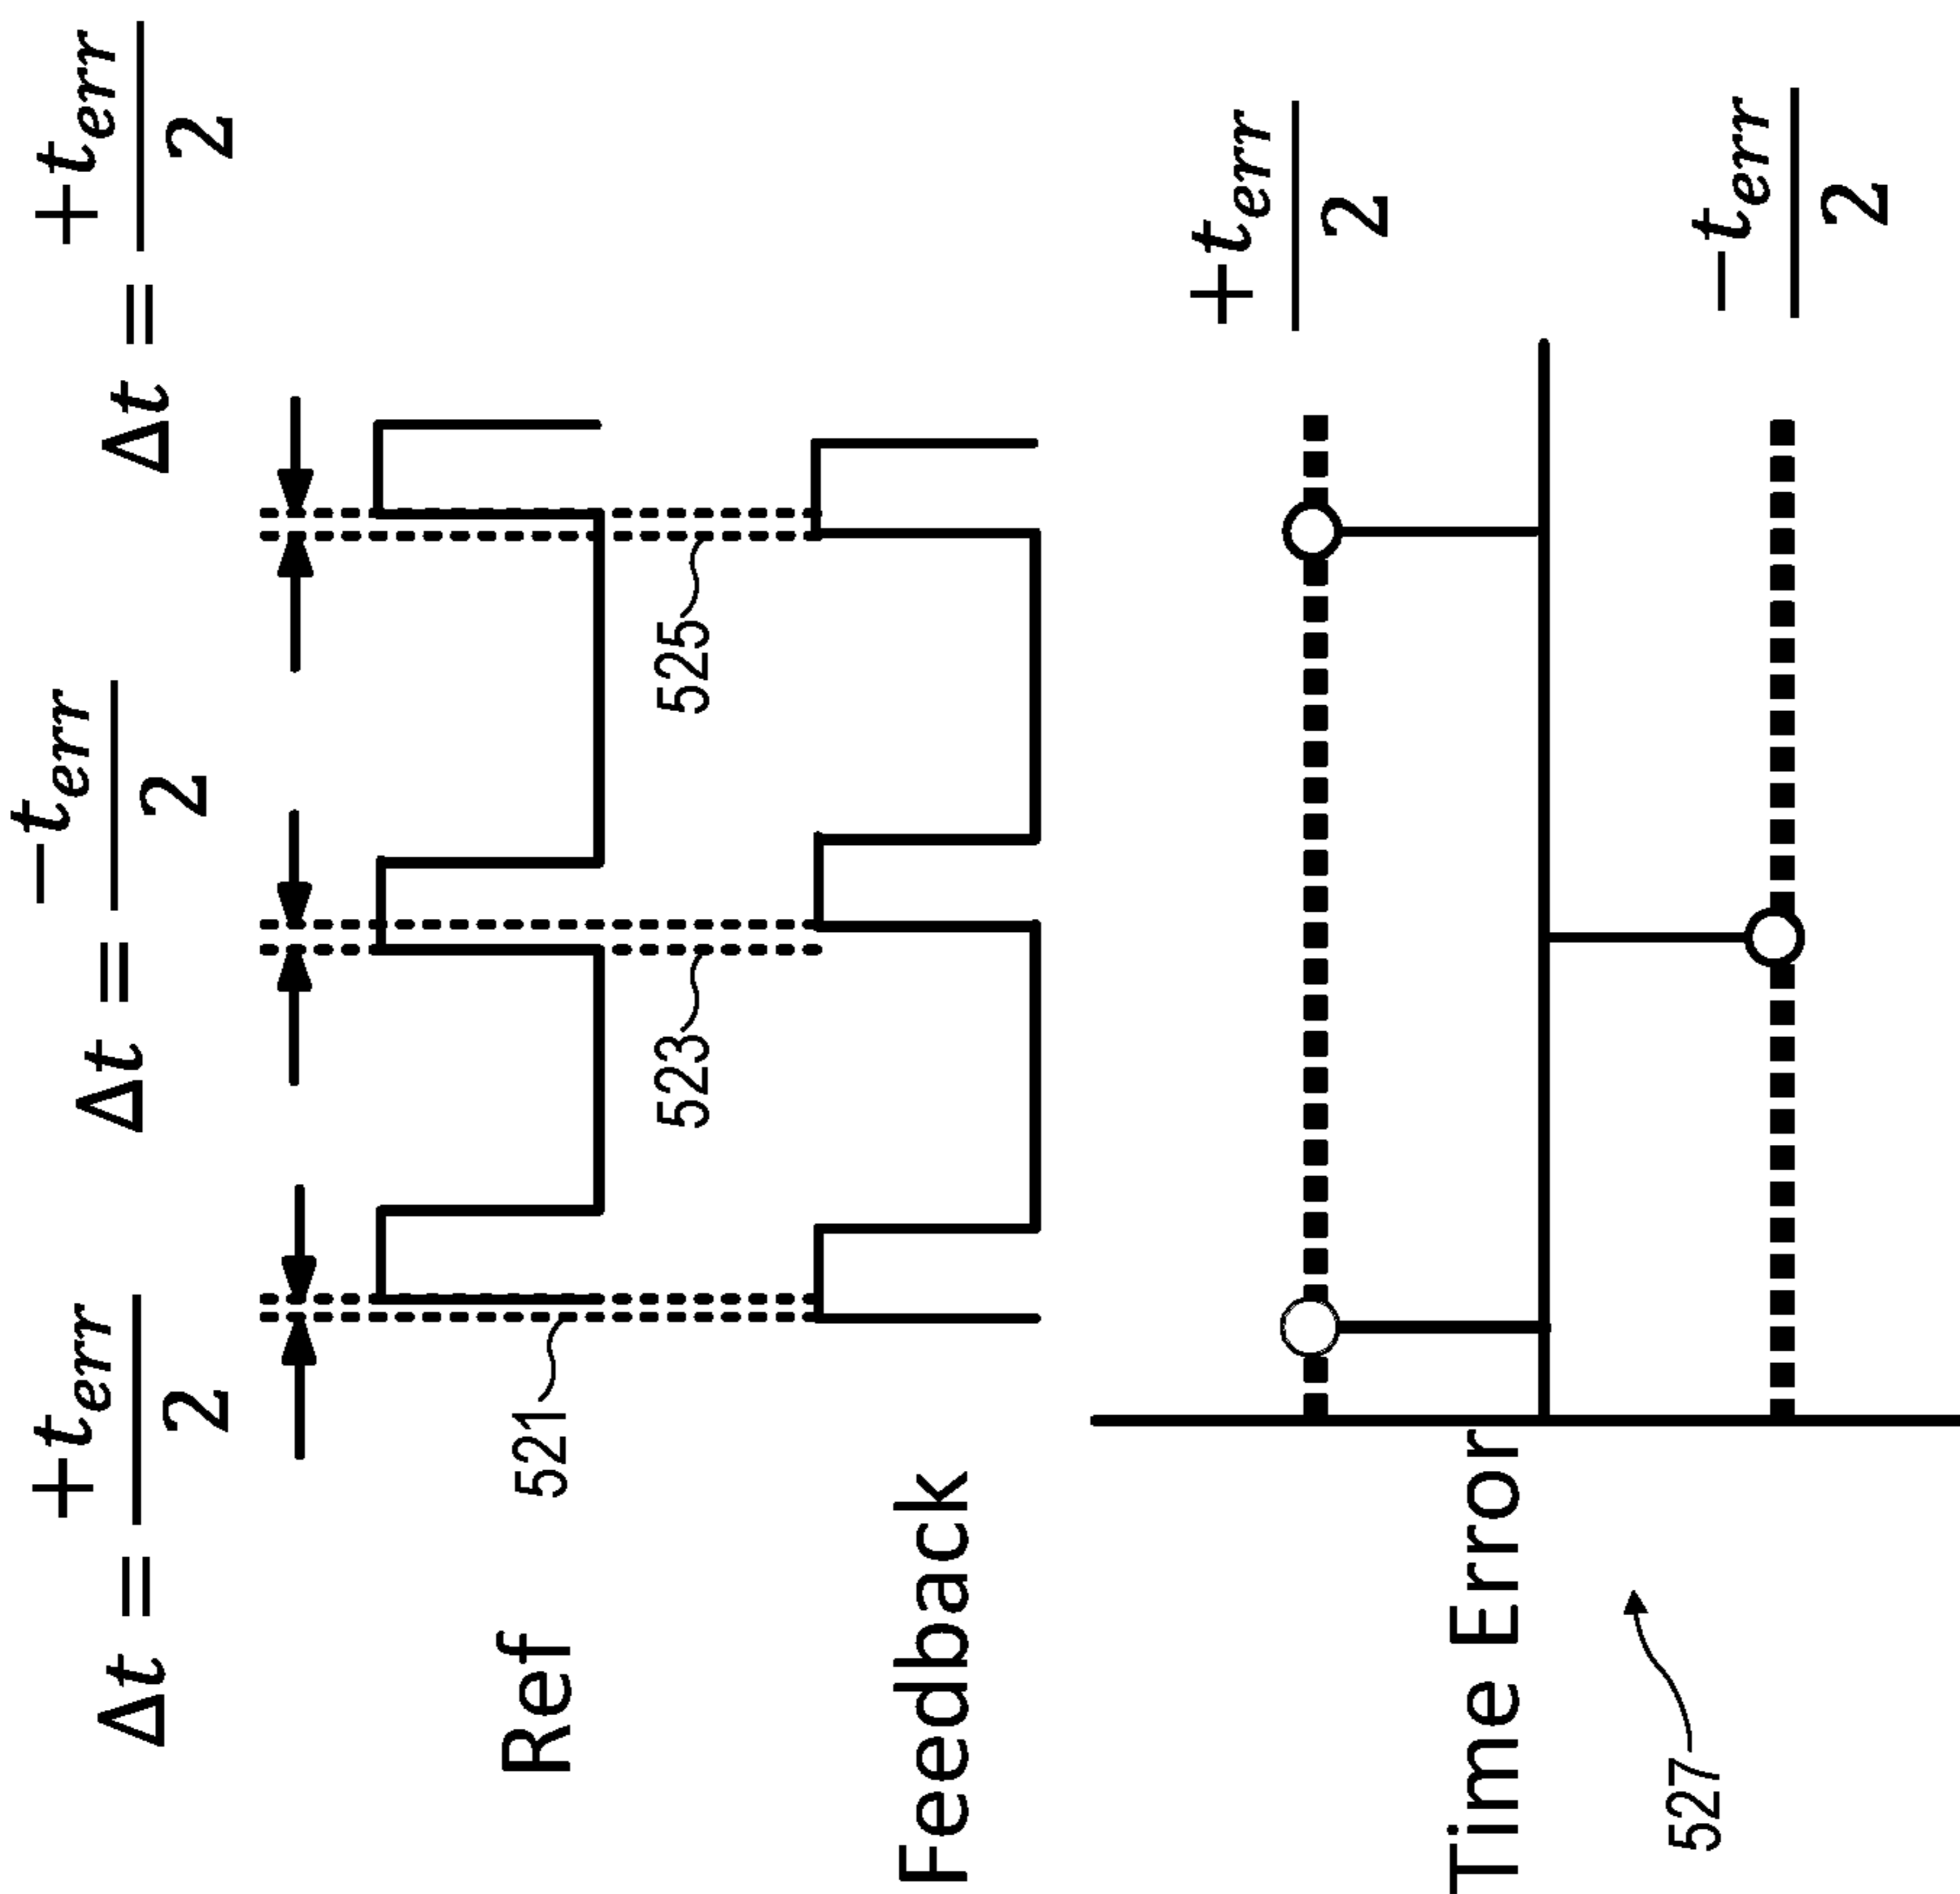 Δt = +t_err/2
Δt = −t_err/2
Δt = +t_err/2
Ref
521
523
525
Feedback
+t_err/2
Time Error
−t_err/2
527